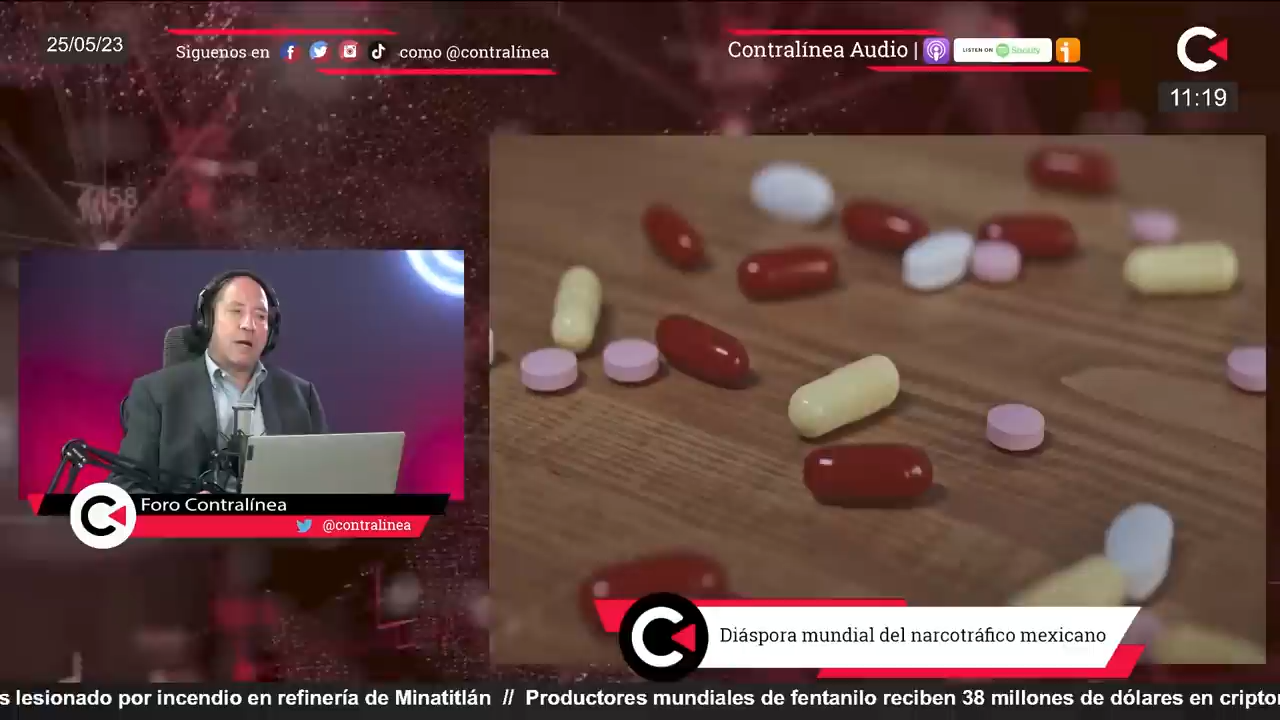 25/05/23
Siguenos en
como @contralínea
Contralínea Audio |
LISTEN ON Spotify
11:19
Foro Contralínea
@contralinea
Diáspora mundial del narcotráfico mexicano
s lesionado por incendio en refinería de Minatitlán // Productores mundiales de fentanilo reciben 38 millones de dólares en cripto